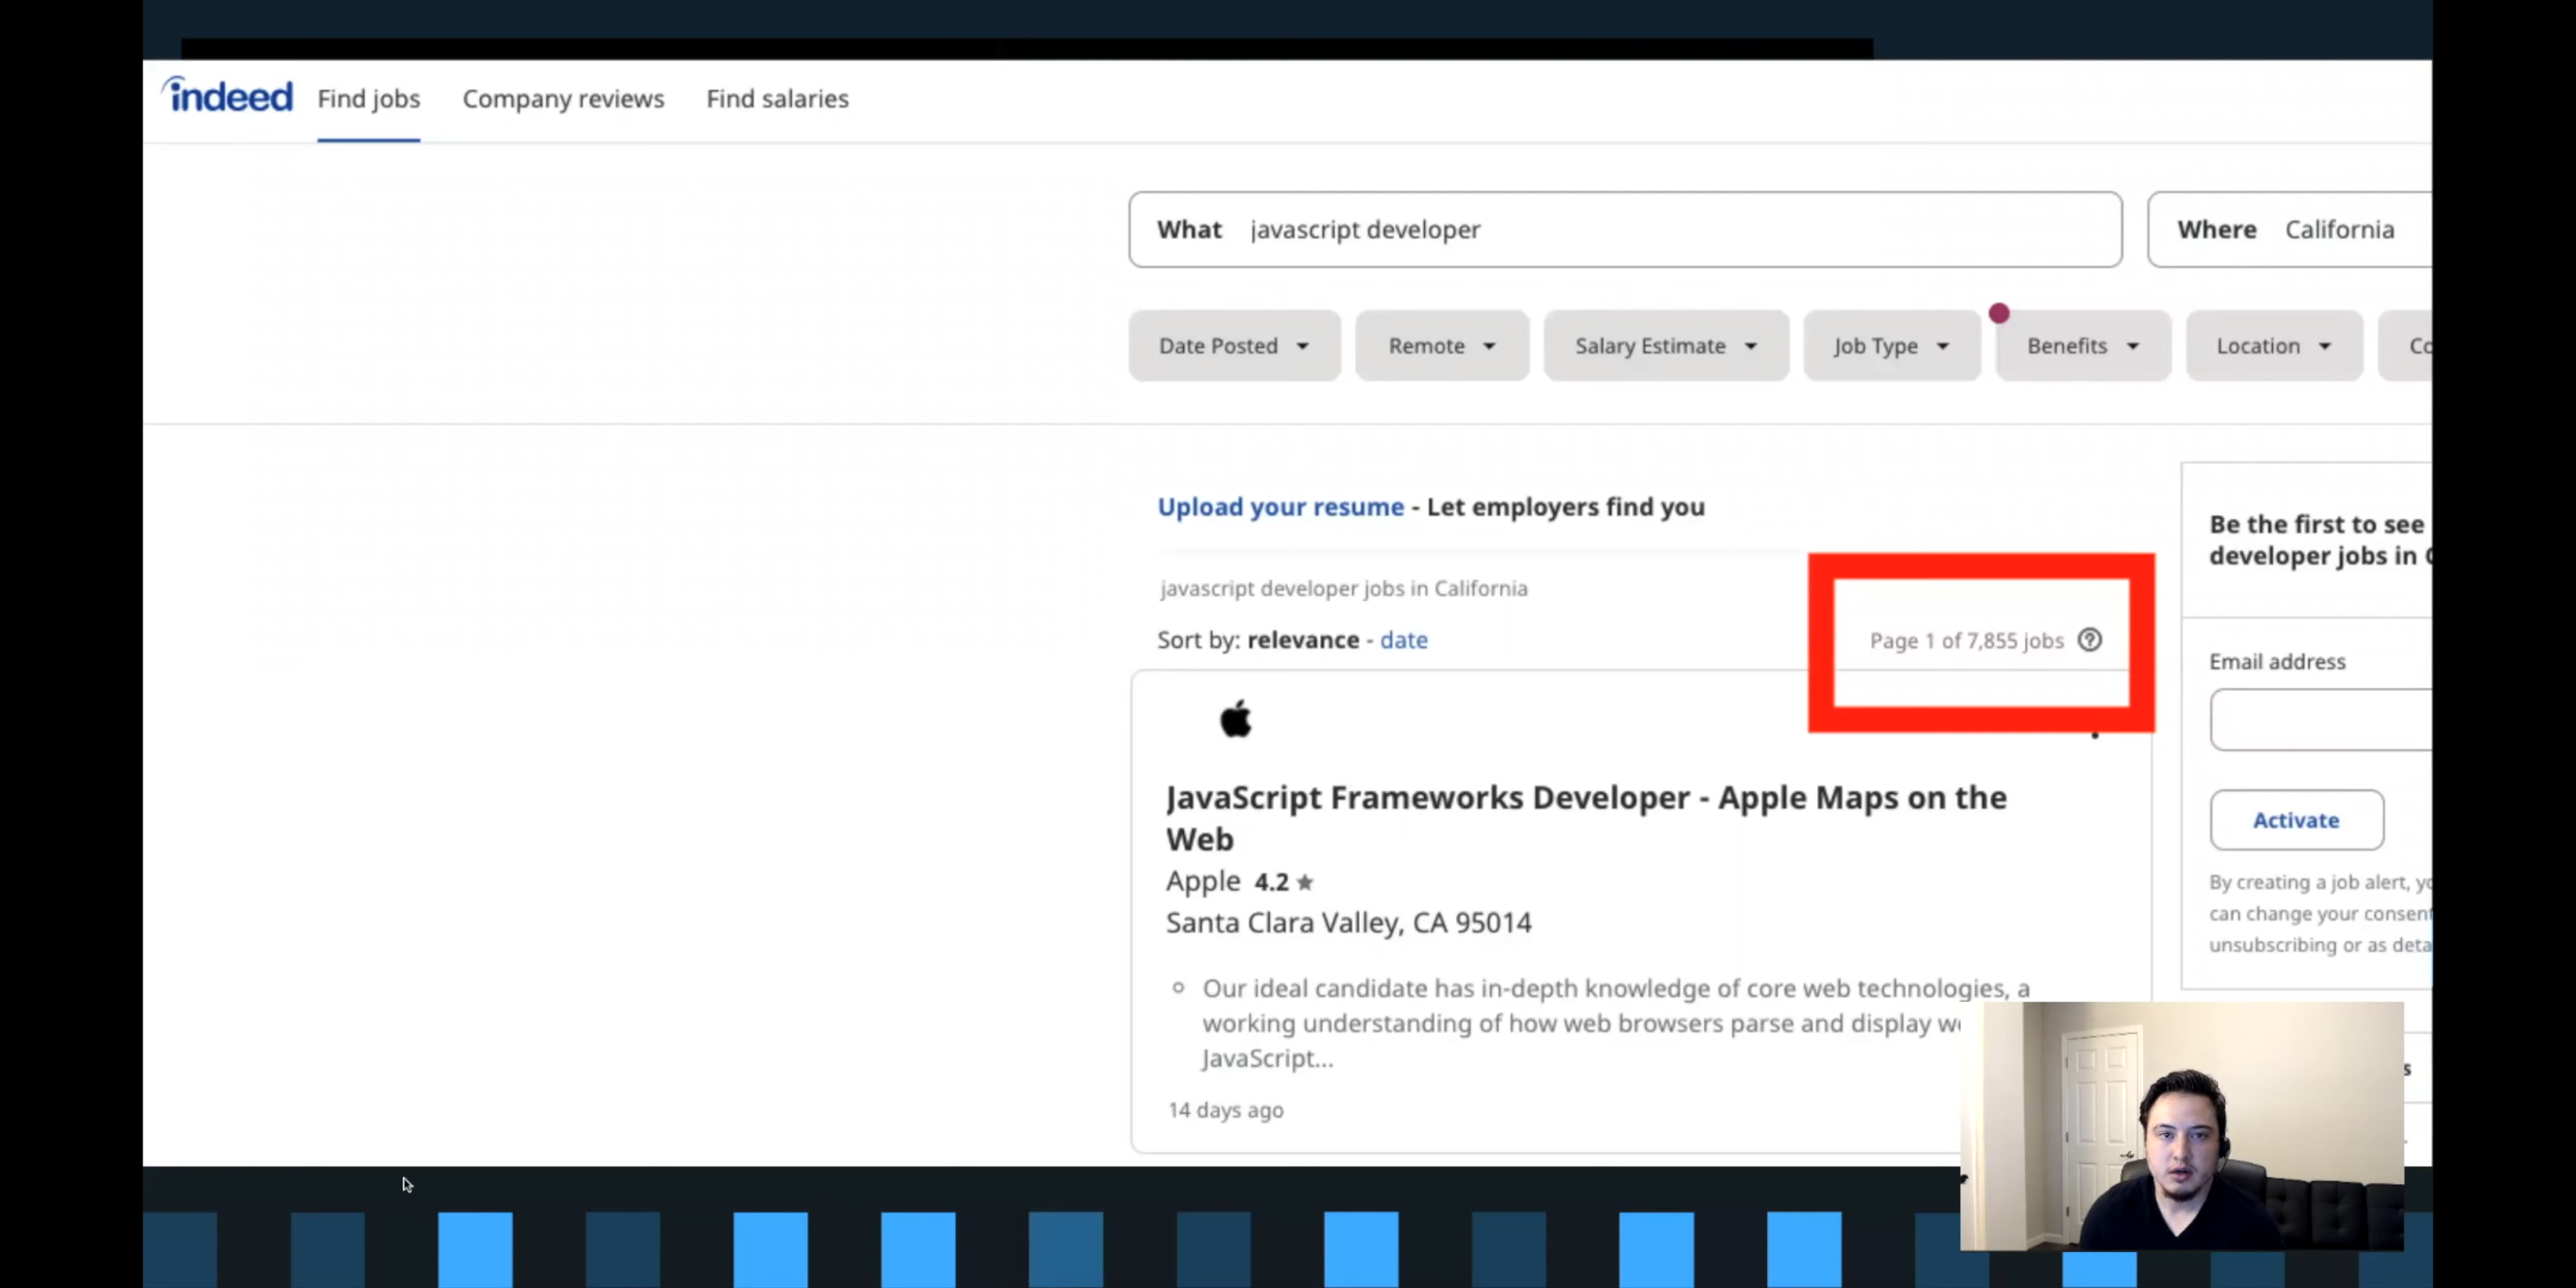 indeed Find jobs Company reviews Find salaries
What javascript developer Where California
Date Posted Remote Salary Estimate Job Type Benefits Location
Upload your resume - Let employers find you
javascript developer jobs in California
Sort by: relevance - date
Page 1 of 7,855 jobs
JavaScript Frameworks Developer - Apple Maps on the
Web
Apple 4.2
Santa Clara Valley, CA 95014
Our ideal candidate has in-depth knowledge of core web technologies, a
working understanding of how web browsers parse and display
JavaScript...
14 days ago
Be the first to see
developer jobs in
Email address
Activate
By creating a job alert,
can change your consent
unsubscribing or as